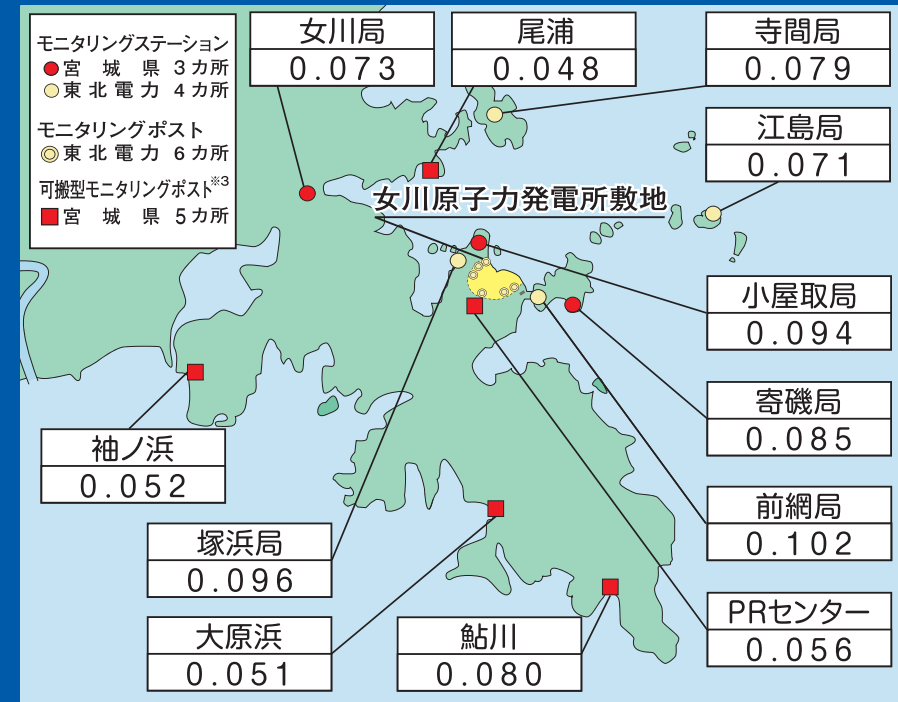 モニタリングステーション
宮城県 3カ所
東北電力 4カ所
モニタリングポスト
東北電力 6カ所
可搬型モニタリングポスト※3
宮城県 5カ所
女川局
0.073
尾浦
0.048
寺間局
0.079
江島局
0.071
女川原子力発電所敷地
小屋取局
0.094
寄磯局
0.085
前網局
0.102
PRセンター
0.056
袖ノ浜
0.052
塚浜局
0.096
大原浜
0.051
鮎川
0.080